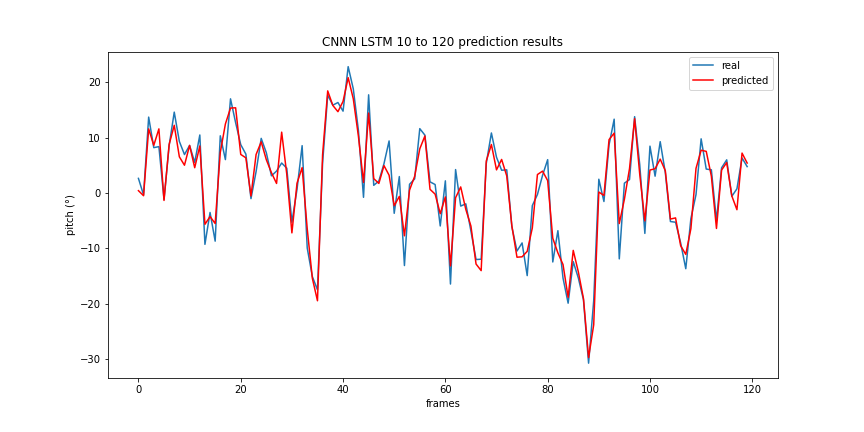 CNNN LSTM 10 to 120 prediction results
real
predicted
pitch (°)
20
10
0
−10
−20
−30
0 20 40 60 80 100 120
frames